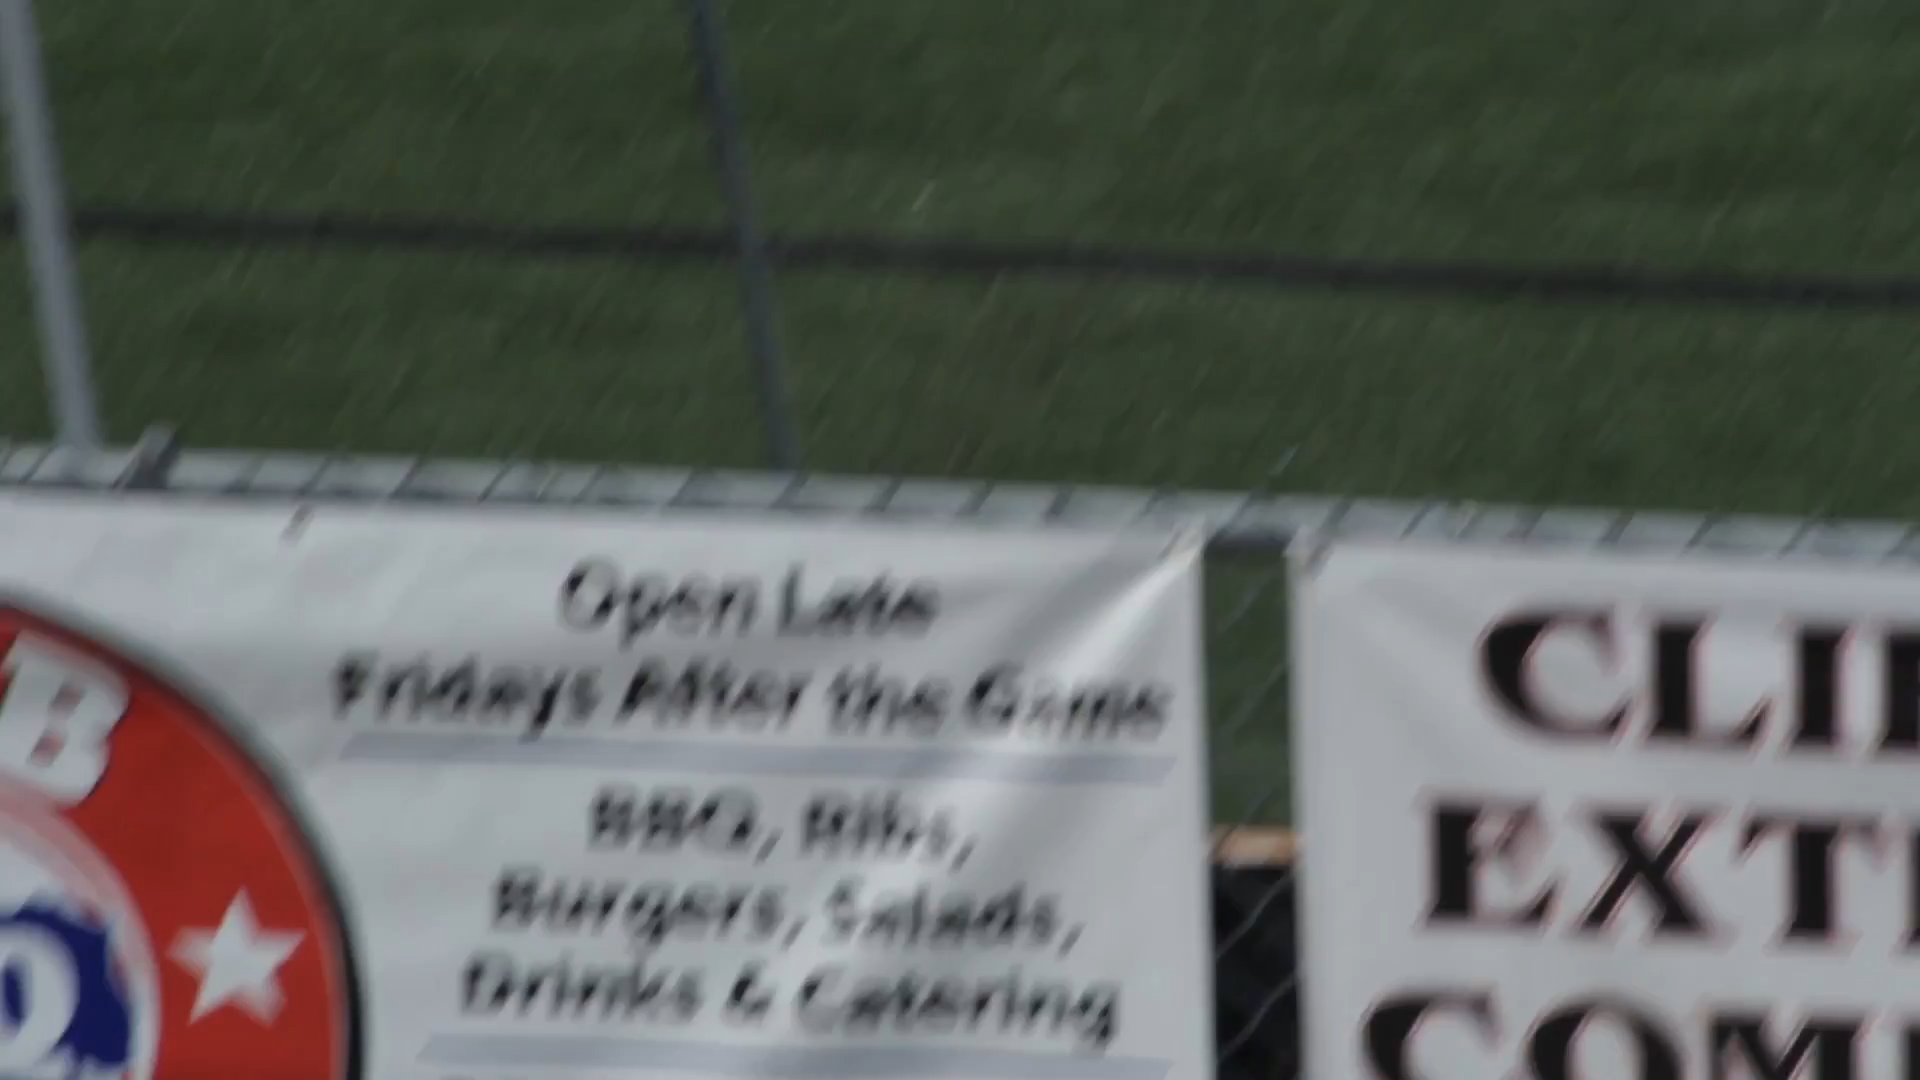 B
Open Late
Fridays After the Game
BBQ, Ribs,
Burgers, Salads,
Drinks & Catering
CLI
EXT
COM